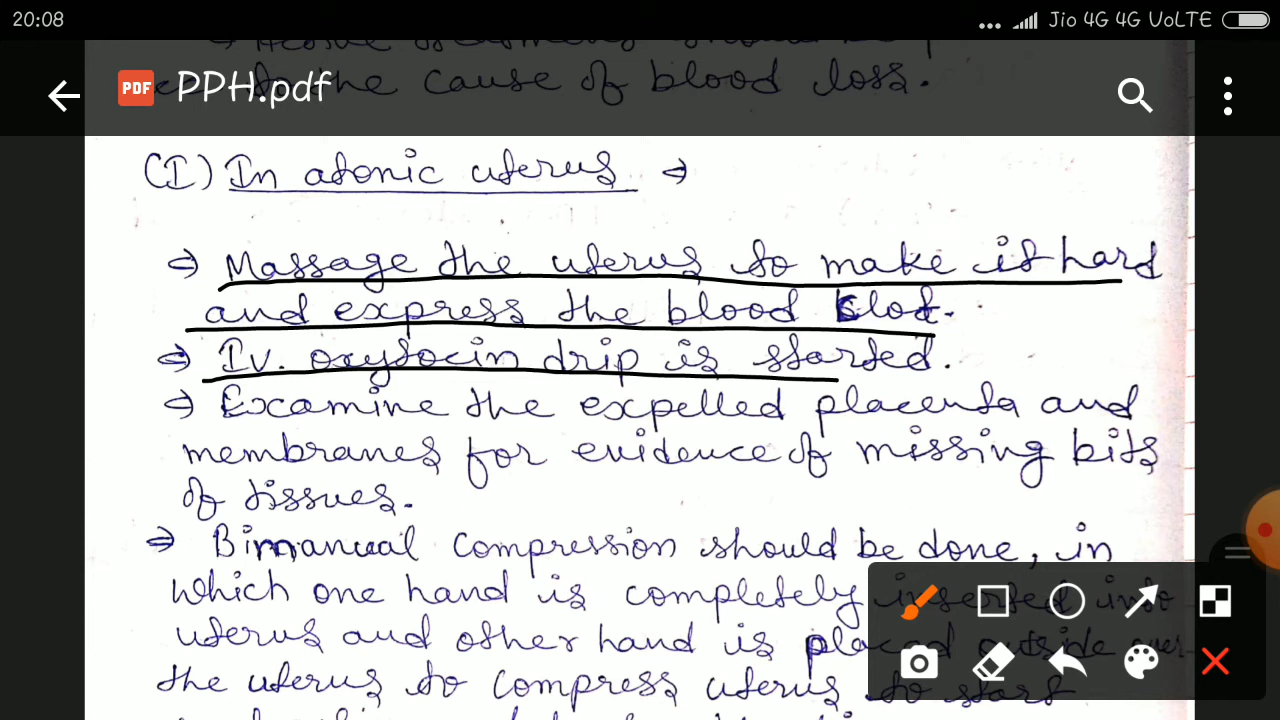 20:08
... Jio 4G 4G VoLTE
PDF PPH.pdf
the cause of blood loss.
(I) In atonic uterus ⇒
⇒ Massage the uterus to make it hard
and express the blood clot.
⇒ Iv. oxytocin drip is started.
⇒ Examine the expelled placenta and
membranes for evidence of missing bits
of tissues.
⇒ Bimanual compression should be done, in
which one hand is completely inserted into
uterus and other hand is placed outside over
the uterus to compress uterus to start